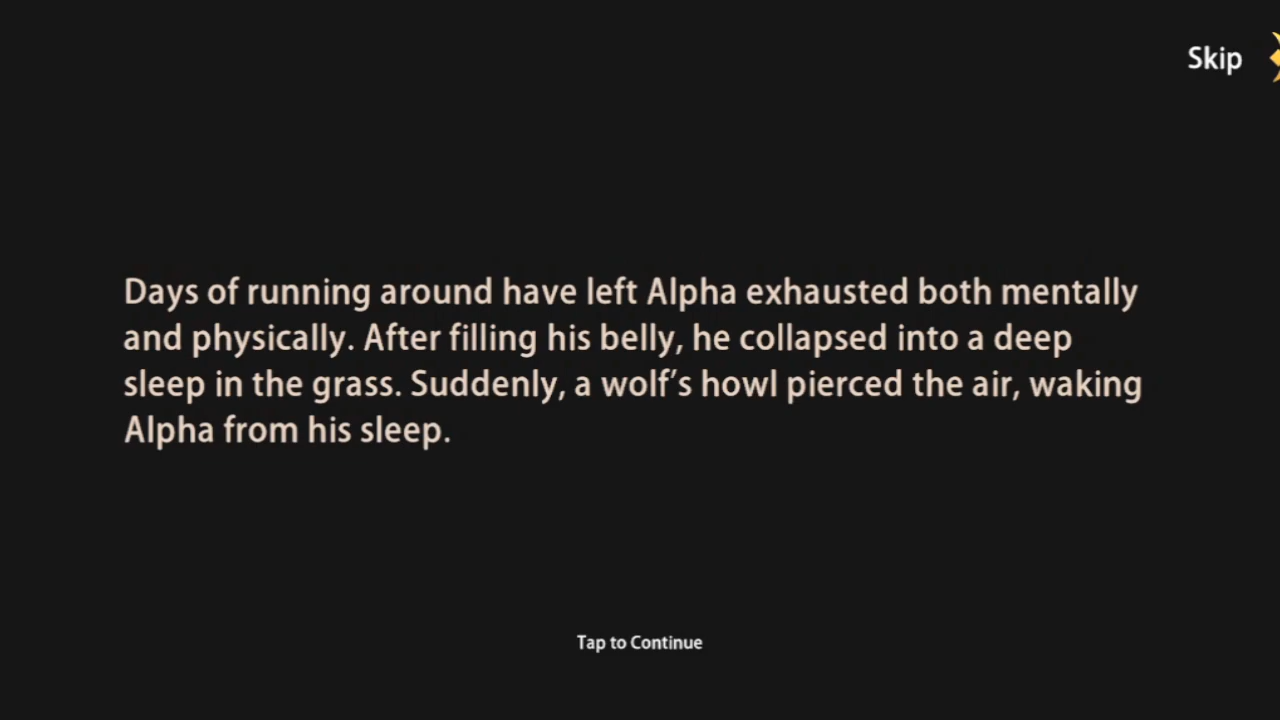 Skip
Days of running around have left Alpha exhausted both mentally
and physically. After filling his belly, he collapsed into a deep
sleep in the grass. Suddenly, a wolf's howl pierced the air, waking
Alpha from his sleep.
Tap to Continue